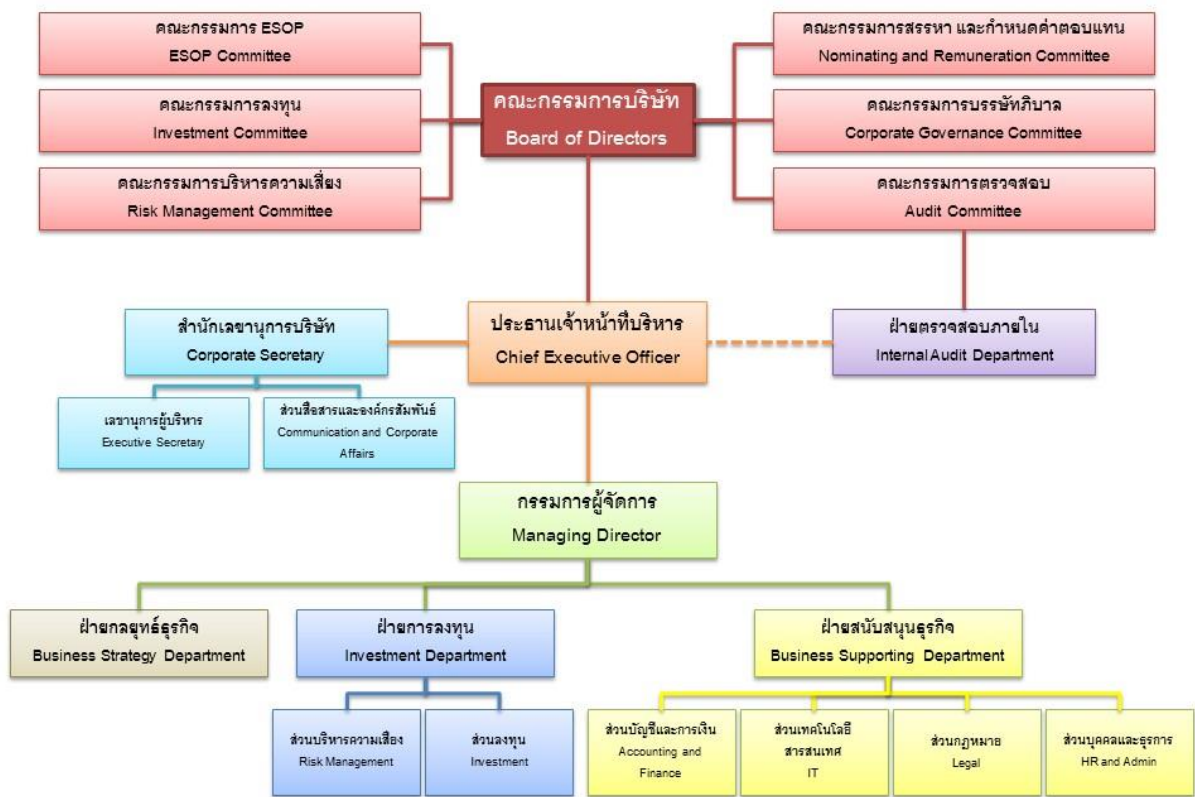 คณะกรรมการ ESOP
ESOP Committee
คณะกรรมการลงทุน
Investment Committee
คณะกรรมการบริหารความเสี่ยง
Risk Management Committee
คณะกรรมการบริษัท
Board of Directors
คณะกรรมการสรรหา และกำหนดค่าตอบแทน
Nominating and Remuneration Committee
คณะกรรมการบรรษัทภิบาล
Corporate Governance Committee
คณะกรรมการตรวจสอบ
Audit Committee
สำนักเลขานุการบริษัท
Corporate Secretary
ประธานเจ้าหน้าที่บริหาร
Chief Executive Officer
ฝ่ายตรวจสอบภายใน
Internal Audit Department
เลขานุการผู้บริหาร
Executive Secretary
ส่วนสื่อสารและองค์กรสัมพันธ์
Communication and Corporate
Affairs
กรรมการผู้จัดการ
Managing Director
ฝ่ายกลยุทธ์ธุรกิจ
Business Strategy Department
ฝ่ายการลงทุน
Investment Department
ฝ่ายสนับสนุนธุรกิจ
Business Supporting Department
ส่วนบริหารความเสี่ยง
Risk Management
ส่วนลงทุน
Investment
ส่วนบัญชีและการเงิน
Accounting and
Finance
ส่วนเทคโนโลยี
สารสนเทศ
IT
ส่วนกฎหมาย
Legal
ส่วนบุคคลและธุรการ
HR and Admin